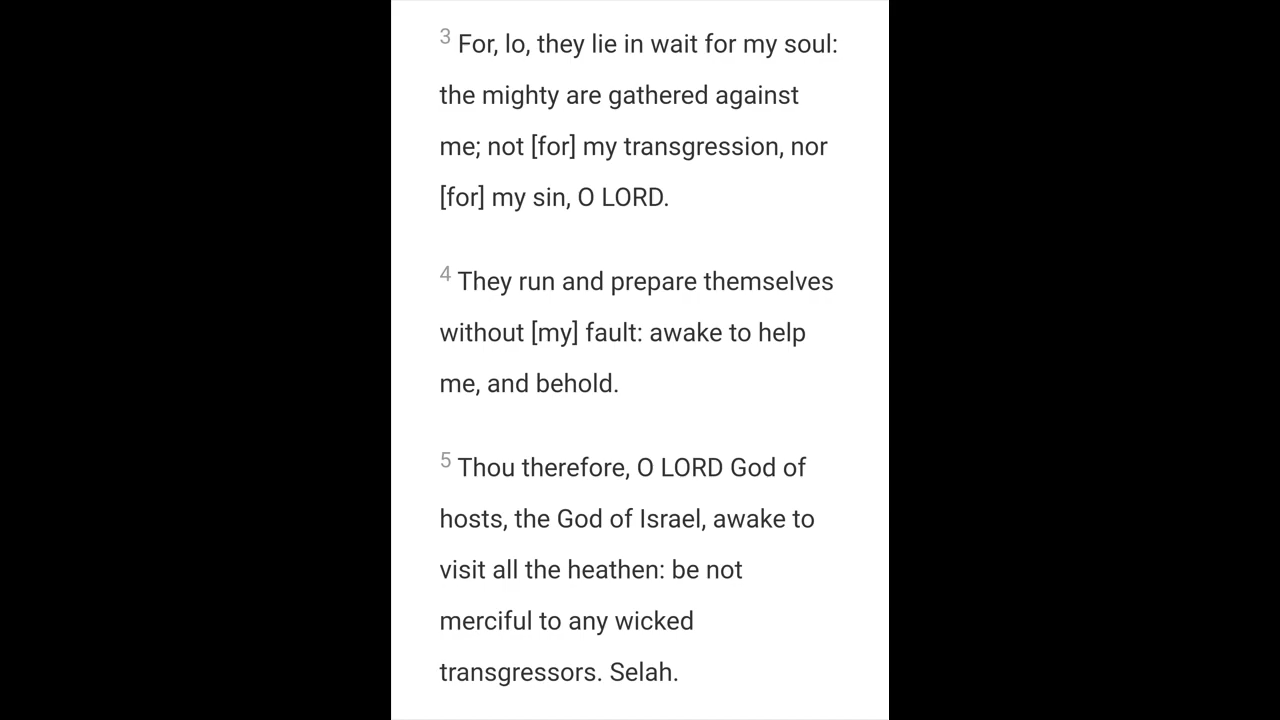 3 For, lo, they lie in wait for my soul:
the mighty are gathered against
me; not [for] my transgression, nor
[for] my sin, O LORD.
4 They run and prepare themselves
without [my] fault: awake to help
me, and behold.
5 Thou therefore, O LORD God of
hosts, the God of Israel, awake to
visit all the heathen: be not
merciful to any wicked
transgressors. Selah.